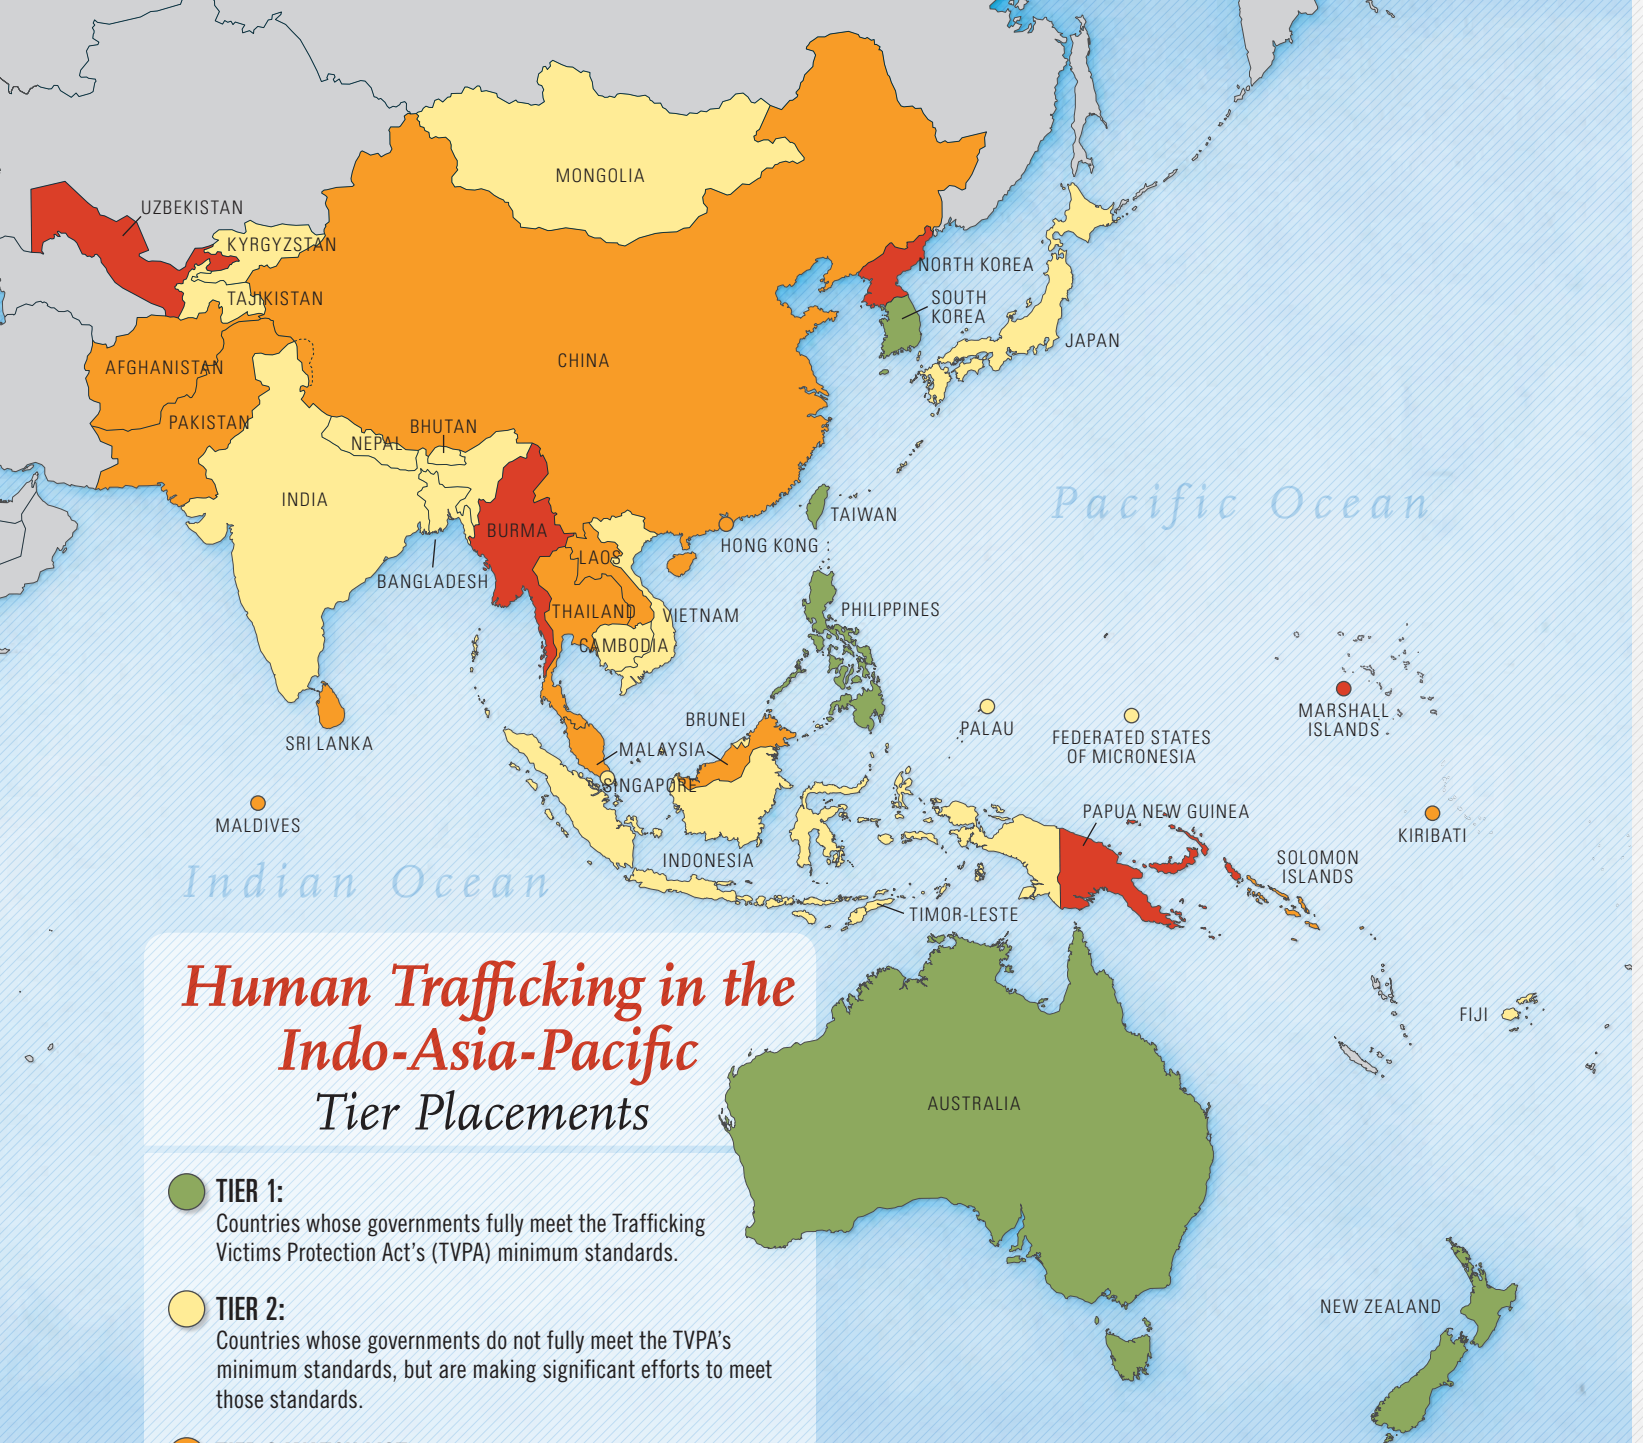 MONGOLIA
UZBEKISTAN
KYRGYZSTAN
NORTH KOREA
TAJIKISTAN
SOUTH
KOREA
JAPAN
CHINA
AFGHANISTAN
PAKISTAN
BHUTAN
NEPAL
INDIA
Pacific Ocean
TAIWAN
BURMA
HONG KONG
LAOS
BANGLADESH
THAILAND
VIETNAM
PHILIPPINES
CAMBODIA
BRUNEI
MARSHALL
ISLANDS
PALAU
FEDERATED STATES
OF MICRONESIA
SRI LANKA
MALAYSIA
SINGAPORE
MALDIVES
PAPUA NEW GUINEA
KIRIBATI
INDONESIA
SOLOMON
ISLANDS
Indian Ocean
TIMOR-LESTE
FIJI
Human Trafficking in the
Indo-Asia-Pacific
Tier Placements
AUSTRALIA
TIER 1:
Countries whose governments fully meet the Trafficking
Victims Protection Act's (TVPA) minimum standards.
TIER 2:
Countries whose governments do not fully meet the TVPA's
minimum standards, but are making significant efforts to meet
those standards.
NEW ZEALAND